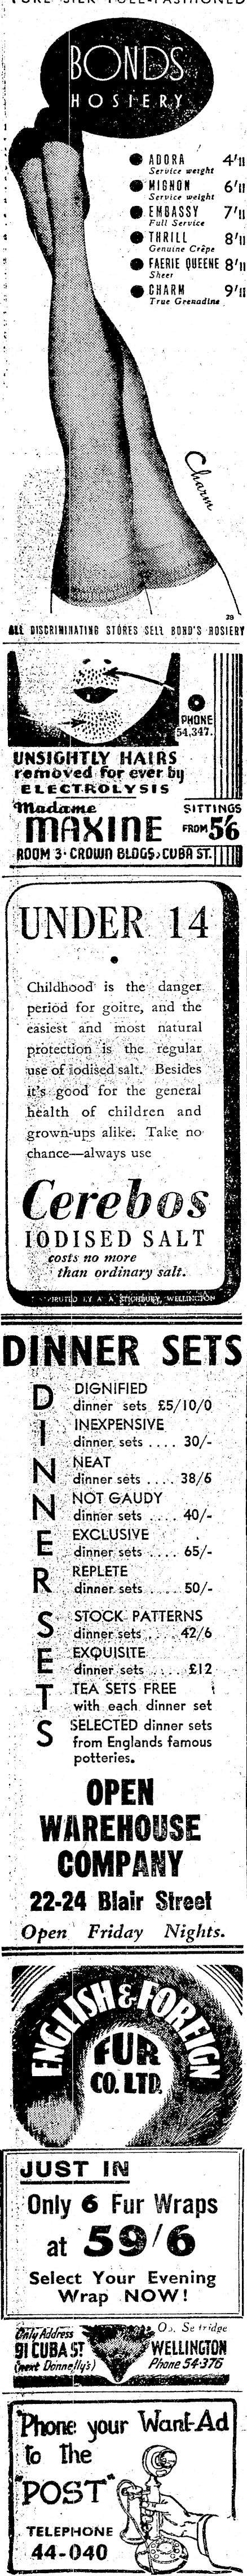 PURE SILK FULL-FASHIONED
BONDS
HOSIERY
ADORA 4'11
Service weight
MIGNON 6'11
Service weight
EMBASSY 7'11
Full Service
THRILL 8'11
Genuine Crêpe
FAERIE QUEENE 8'11
Sheer
CHARM 9'11
True Grenadine
Charm
39
ALL DISCRIMINATING STORES SELL BOND'S HOSIERY
PHONE
54,347.
UNSIGHTLY HAIRS
removed for ever by
ELECTROLYSIS
Madame
MAXINE
SITTINGS
FROM 5'6
ROOM 3 · CROWN BLDGS, CUBA ST.
UNDER 14
Childhood is the danger
period for goitre, and the
easiest and most natural
protection is the regular
use of iodised salt. Besides
it's good for the general
health of children and
grown-ups alike. Take no
chance—always use
Cerebos
IODISED SALT
costs no more
than ordinary salt.
BY A. A. STICHBURY, WELLINGTON
DINNER SETS
D DIGNIFIED
dinner sets £5/10/0
I INEXPENSIVE
dinner sets .... 30/-
N NEAT
dinner sets .... 38/6
N NOT GAUDY
dinner sets .... 40/-
E EXCLUSIVE
dinner sets .... 65/-
R REPLETE
dinner sets .... 50/-
S STOCK PATTERNS
dinner sets .... 42/6
E EXQUISITE
dinner sets .... £12
T TEA SETS FREE
with each dinner set
S SELECTED dinner sets
from Englands famous
potteries.
OPEN
WAREHOUSE
COMPANY
22-24 Blair Street
Open Friday Nights.
ENGLISH & FOREIGN
FUR
CO. LTD.
JUST IN
Only 6 Fur Wraps
at 59/6
Select Your Evening
Wrap NOW!
Only Address
91 CUBA ST
(next Donnelly's)
WELLINGTON
Phone 54-376
'Phone your Want-Ad
to the
"POST"
TELEPHONE
44-040